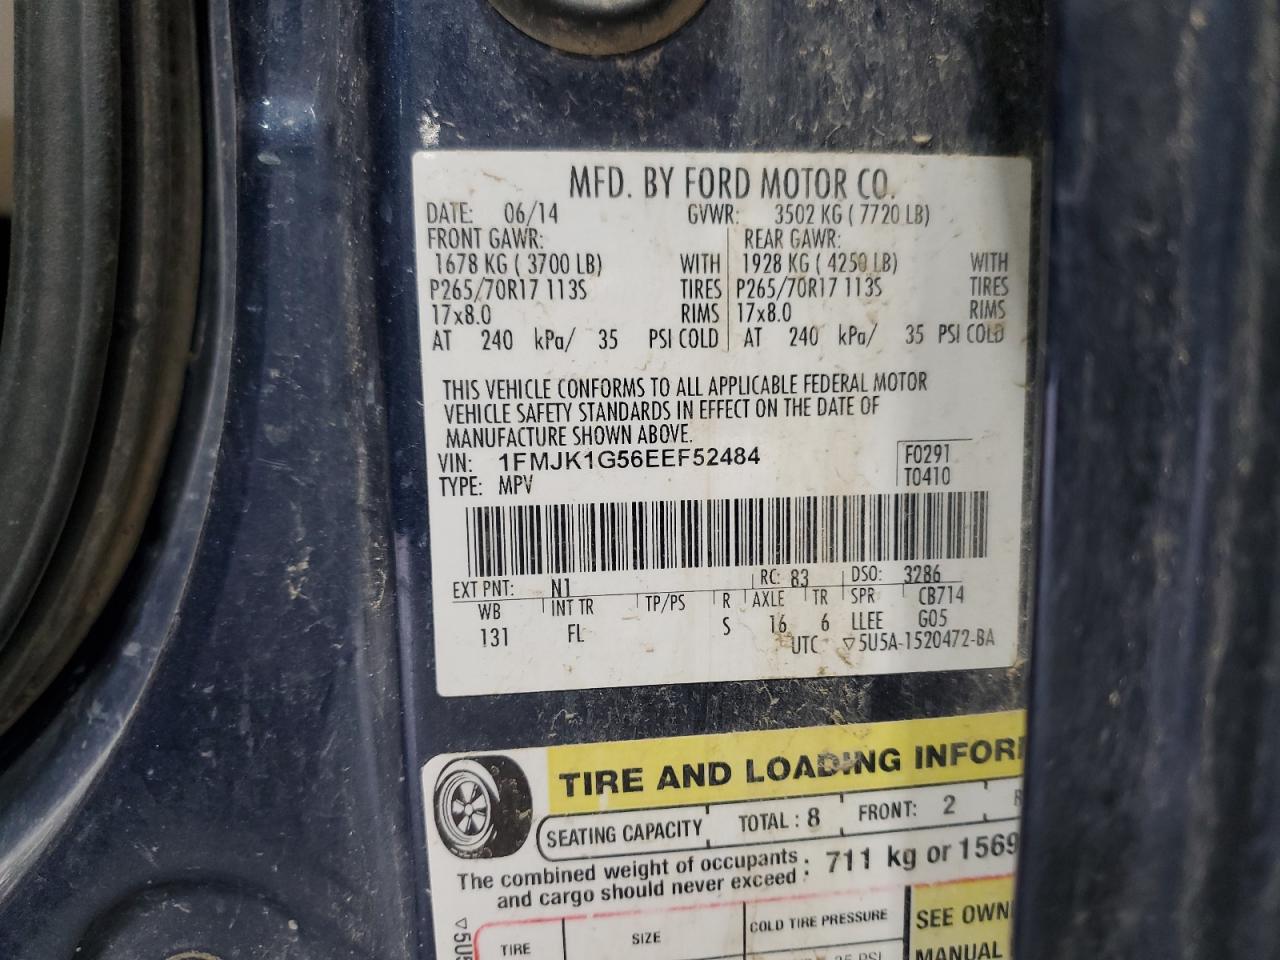 MFD. BY FORD MOTOR CO.
DATE: 06/14 GVWR: 3502 KG ( 7720 LB)
FRONT GAWR: REAR GAWR:
1678 KG ( 3700 LB) WITH 1928 KG ( 4250 LB) WITH
P265/70R17 113S TIRES P265/70R17 113S TIRES
17x8.0 RIMS 17x8.0 RIMS
AT 240 kPa/ 35 PSI COLD AT 240 kPa/ 35 PSI COLD
THIS VEHICLE CONFORMS TO ALL APPLICABLE FEDERAL MOTOR
VEHICLE SAFETY STANDARDS IN EFFECT ON THE DATE OF
MANUFACTURE SHOWN ABOVE.
VIN: 1FMJK1G56EEF52484 F0291
TYPE: MPV T0410
EXT PNT: N1 RC: 83 DSO: 3286
WB INT TR TP/PS R AXLE TR SPR CB714
131 FL S 16 6 LLEE G05
UTC ▽5U5A-1520472-BA
TIRE AND LOADING INFOR
SEATING CAPACITY TOTAL : 8 FRONT: 2
The combined weight of occupants 711 kg or 1569
and cargo should never exceed :
▽5U5
TIRE SIZE COLD TIRE PRESSURE SEE OWN
MANUAL
35 PSI